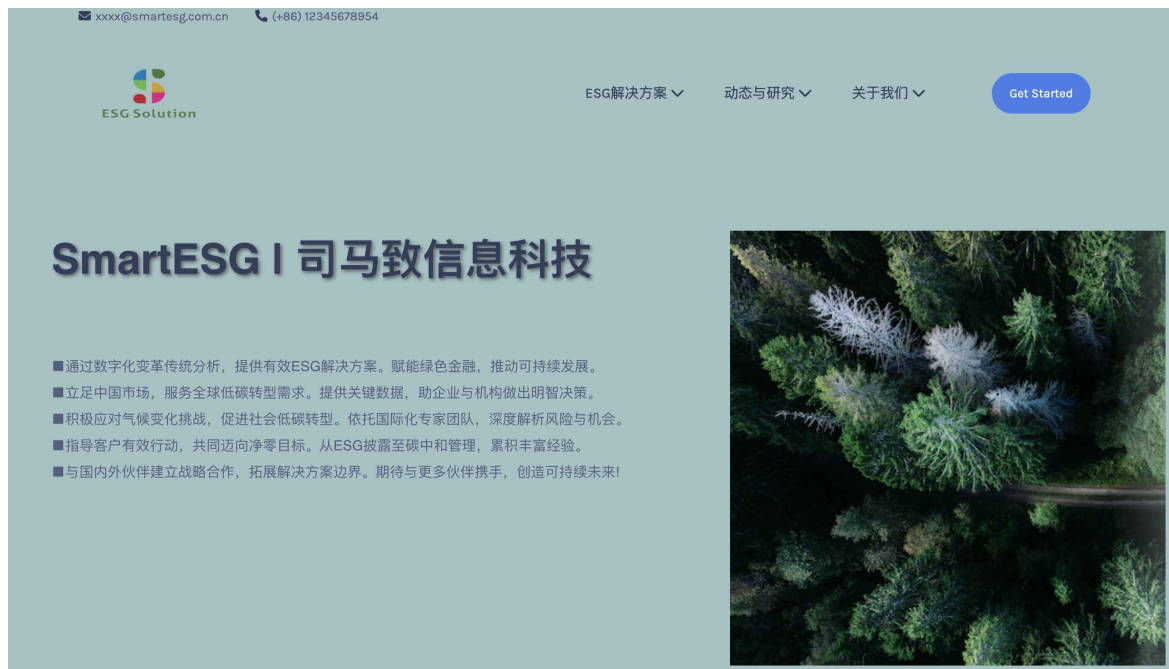 xxxx@smartesg.com.cn (+86) 12345678954
ESG Solution
ESG解决方案 动态与研究 关于我们 Get Started
SmartESG I 司马致信息科技
■通过数字化变革传统分析，提供有效ESG解决方案。赋能绿色金融，推动可持续发展。
■立足中国市场，服务全球低碳转型需求。提供关键数据，助企业与机构做出明智决策。
■积极应对气候变化挑战，促进社会低碳转型。依托国际化专家团队，深度解析风险与机会。
■指导客户有效行动，共同迈向净零目标。从ESG披露至碳中和管理，累积丰富经验。
■与国内外伙伴建立战略合作，拓展解决方案边界。期待与更多伙伴携手，创造可持续未来!